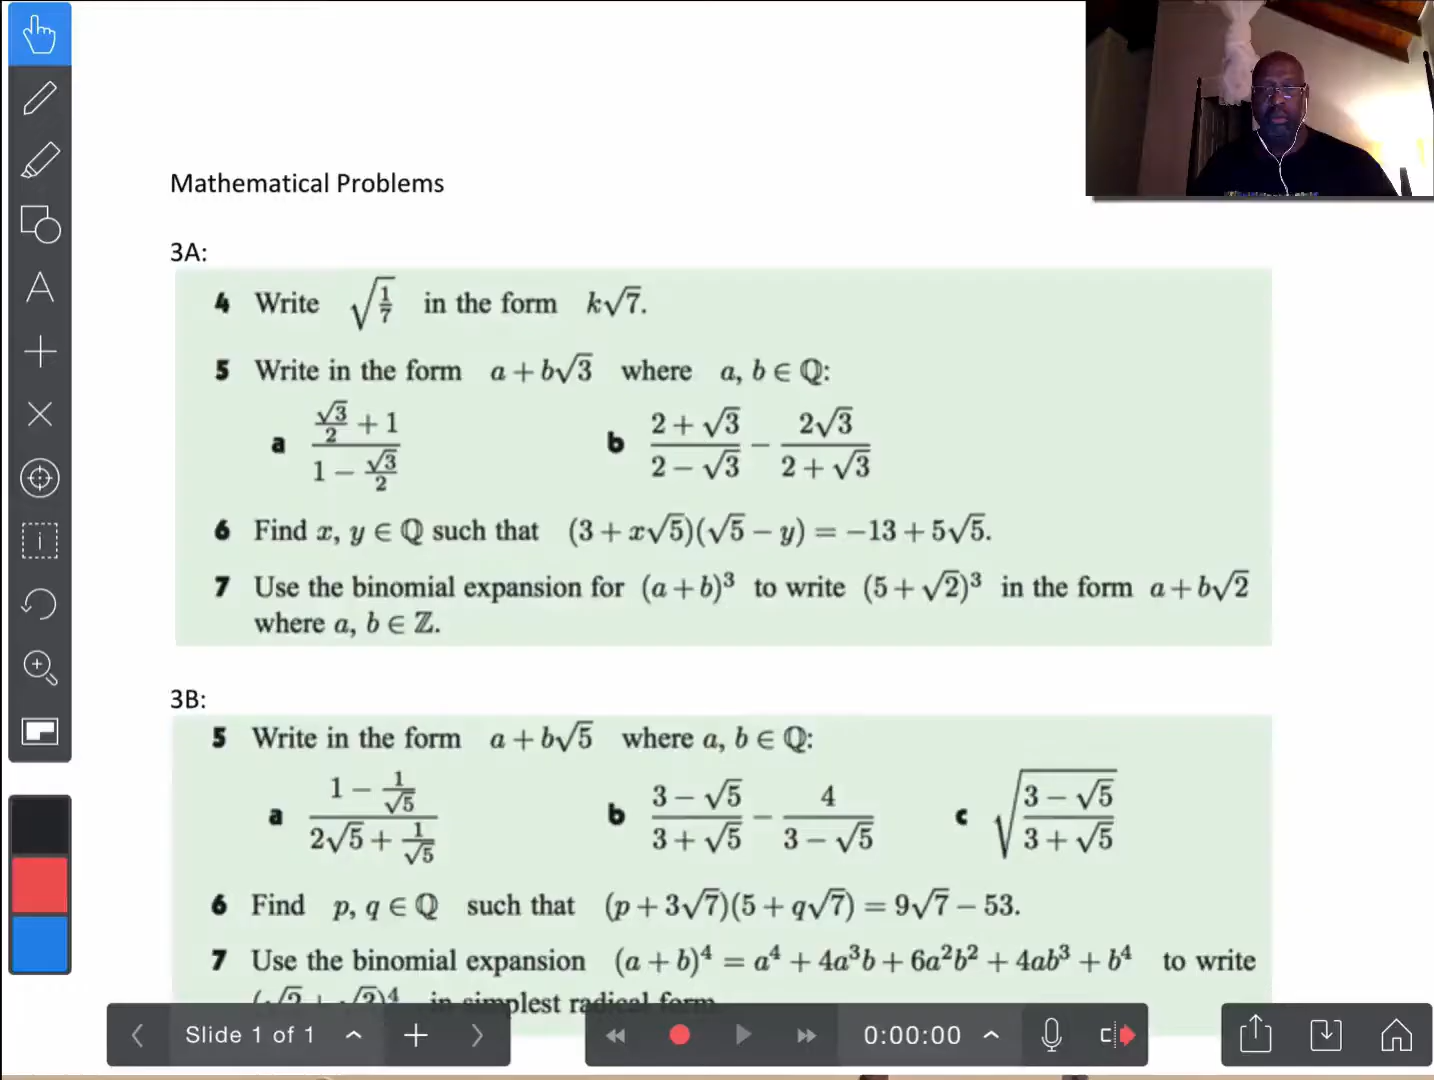 Mathematical Problems
3A:
4 Write √(1/7) in the form k√7.
5 Write in the form a + b√3 where a, b ∈ ℚ:
a (√3/2 + 1)/(1 − √3/2) b (2 + √3)/(2 − √3) − 2√3/(2 + √3)
6 Find x, y ∈ ℚ such that (3 + x√5)(√5 − y) = −13 + 5√5.
7 Use the binomial expansion for (a + b)³ to write (5 + √2)³ in the form a + b√2
where a, b ∈ ℤ.
3B:
5 Write in the form a + b√5 where a, b ∈ ℚ:
a (1 − 1/√5)/(2√5 + 1/√5) b (3 − √5)/(3 + √5) − 4/(3 − √5) c √((3 − √5)/(3 + √5))
6 Find p, q ∈ ℚ such that (p + 3√7)(5 + q√7) = 9√7 − 53.
7 Use the binomial expansion (a + b)⁴ = a⁴ + 4a³b + 6a²b² + 4ab³ + b⁴ to write
in simplest radical form.
Slide 1 of 1
0:00:00